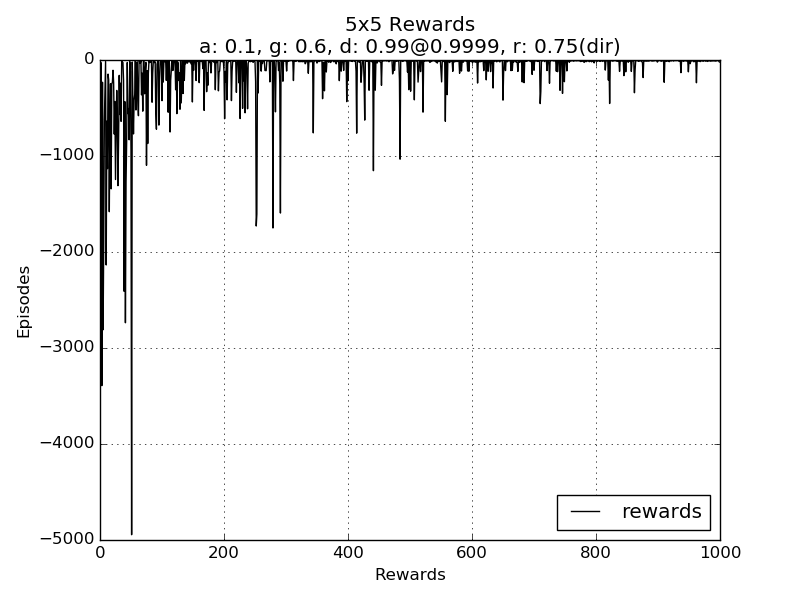 5x5 Rewards
a: 0.1, g: 0.6, d: 0.99@0.9999, r: 0.75(dir)
0
−1000
−2000
−3000
−4000
−5000
Episodes
rewards
0 200 400 600 800 1000
Rewards